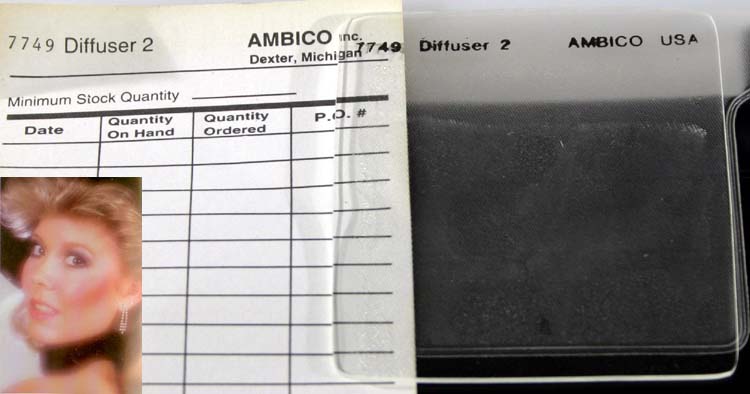 7749 Diffuser 2 AMBICO Inc.
Dexter, Michigan
Minimum Stock Quantity
Date Quantity On Hand Quantity Ordered P.O. #
7749 Diffuser 2 AMBICO USA